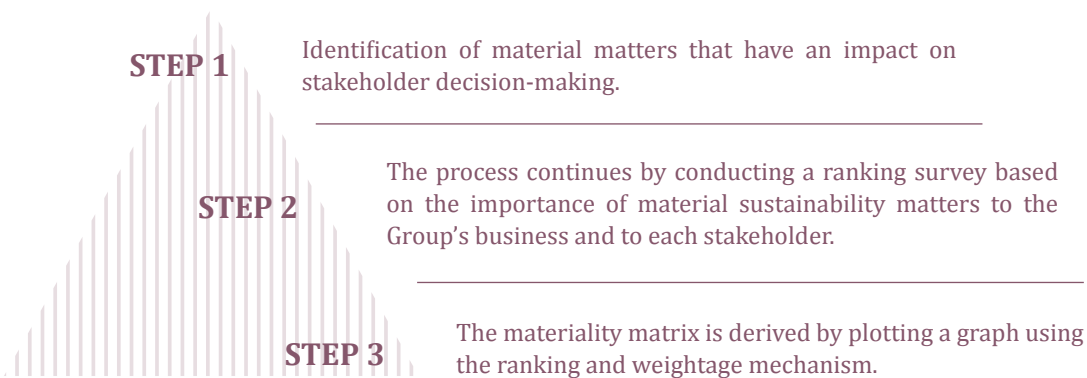 STEP 1
Identification of material matters that have an impact on
stakeholder decision-making.
STEP 2
The process continues by conducting a ranking survey based
on the importance of material sustainability matters to the
Group's business and to each stakeholder.
STEP 3
The materiality matrix is derived by plotting a graph using
the ranking and weightage mechanism.